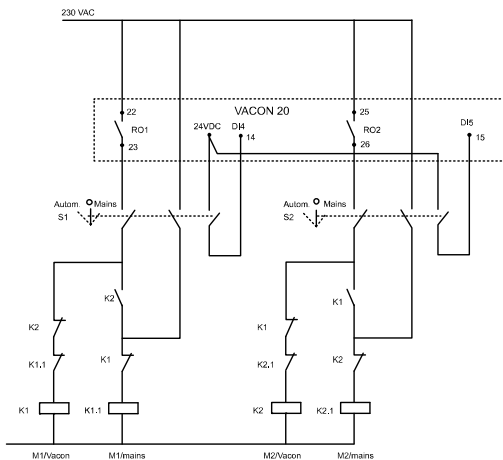 230 VAC
22
RO1
23
VACON 20
24VDC
DI4
14
25
RO2
26
DI5
15
Autom.
Mains
S1
Autom.
Mains
S2
K2
K1
K2
K1
K1.1
K1
K2.1
K2
K1
K1.1
K2
K2.1
M1/Vacon
M1/mains
M2/Vacon
M2/mains